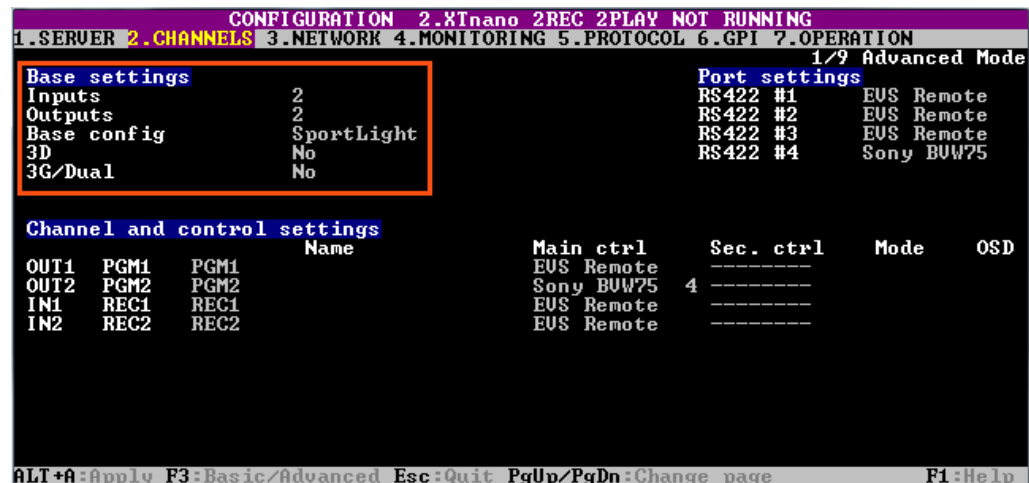 CONFIGURATION 2.XTnano 2REC 2PLAY NOT RUNNING
1.SERVER 2.CHANNELS 3.NETWORK 4.MONITORING 5.PROTOCOL 6.GPI 7.OPERATION
1/9 Advanced Mode
Base settings Port settings
Inputs 2 RS422 #1 EVS Remote
Outputs 2 RS422 #2 EVS Remote
Base config SportLight RS422 #3 EVS Remote
3D No RS422 #4 Sony BVW75
3G/Dual No
Channel and control settings
Name Main ctrl Sec. ctrl Mode OSD
OUT1 PGM1 PGM1 EVS Remote --------
OUT2 PGM2 PGM2 Sony BVW75 4 --------
IN1 REC1 REC1 EVS Remote --------
IN2 REC2 REC2 EVS Remote --------
ALT+A:Apply F3:Basic/Advanced Esc:Quit PgUp/PgDn:Change page F1:Help